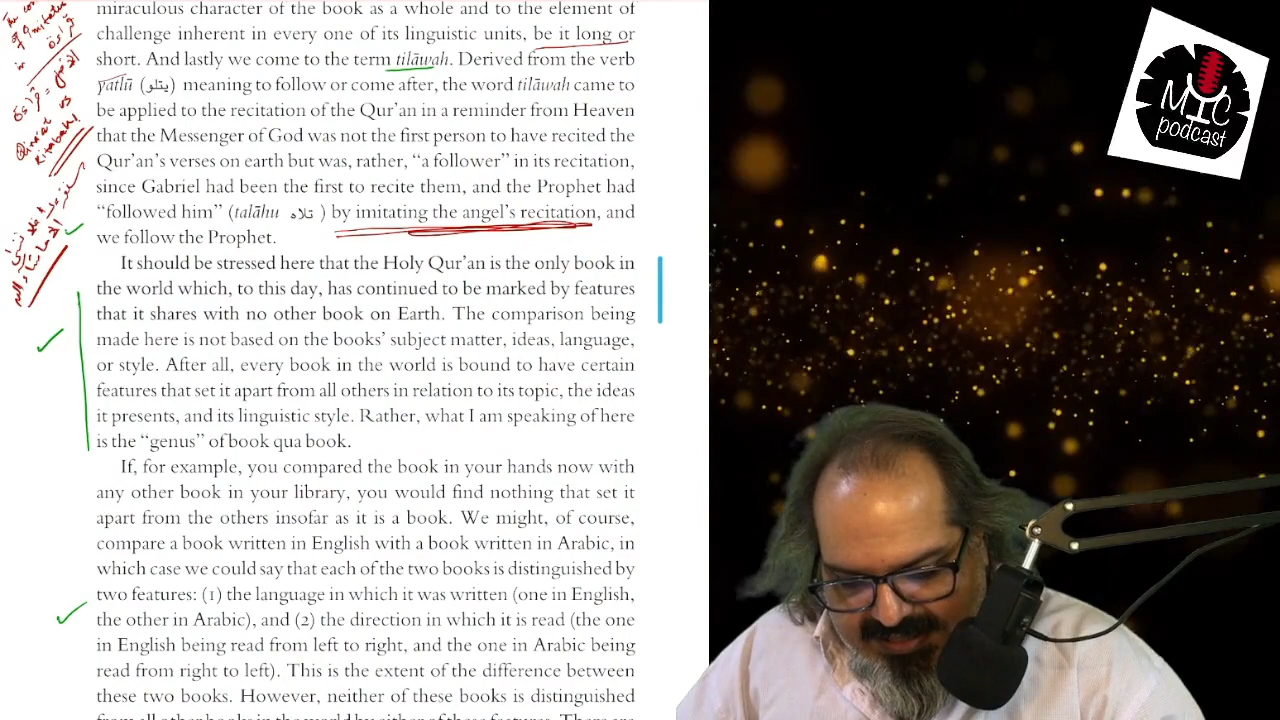 miraculous character of the book as a whole and to the element of
challenge inherent in every one of its linguistic units, be it long or
short. And lastly we come to the term tilāwah. Derived from the verb
yatlū (يتلو) meaning to follow or come after, the word tilāwah came to
be applied to the recitation of the Qur'an in a reminder from Heaven
that the Messenger of God was not the first person to have recited the
Qur'an's verses on earth but was, rather, “a follower” in its recitation,
since Gabriel had been the first to recite them, and the Prophet had
“followed him” (talāhu تلاه ) by imitating the angel's recitation, and
we follow the Prophet.
It should be stressed here that the Holy Qur'an is the only book in
the world which, to this day, has continued to be marked by features
that it shares with no other book on Earth. The comparison being
made here is not based on the books' subject matter, ideas, language,
or style. After all, every book in the world is bound to have certain
features that set it apart from all others in relation to its topic, the ideas
it presents, and its linguistic style. Rather, what I am speaking of here
is the “genus” of book qua book.
If, for example, you compared the book in your hands now with
any other book in your library, you would find nothing that set it
apart from the others insofar as it is a book. We might, of course,
compare a book written in English with a book written in Arabic, in
which case we could say that each of the two books is distinguished by
two features: (1) the language in which it was written (one in English,
the other in Arabic), and (2) the direction in which it is read (the one
in English being read from left to right, and the one in Arabic being
read from right to left). This is the extent of the difference between
these two books. However, neither of these books is distinguished
from all other books in the world by either of these features. There are
MIC
podcast